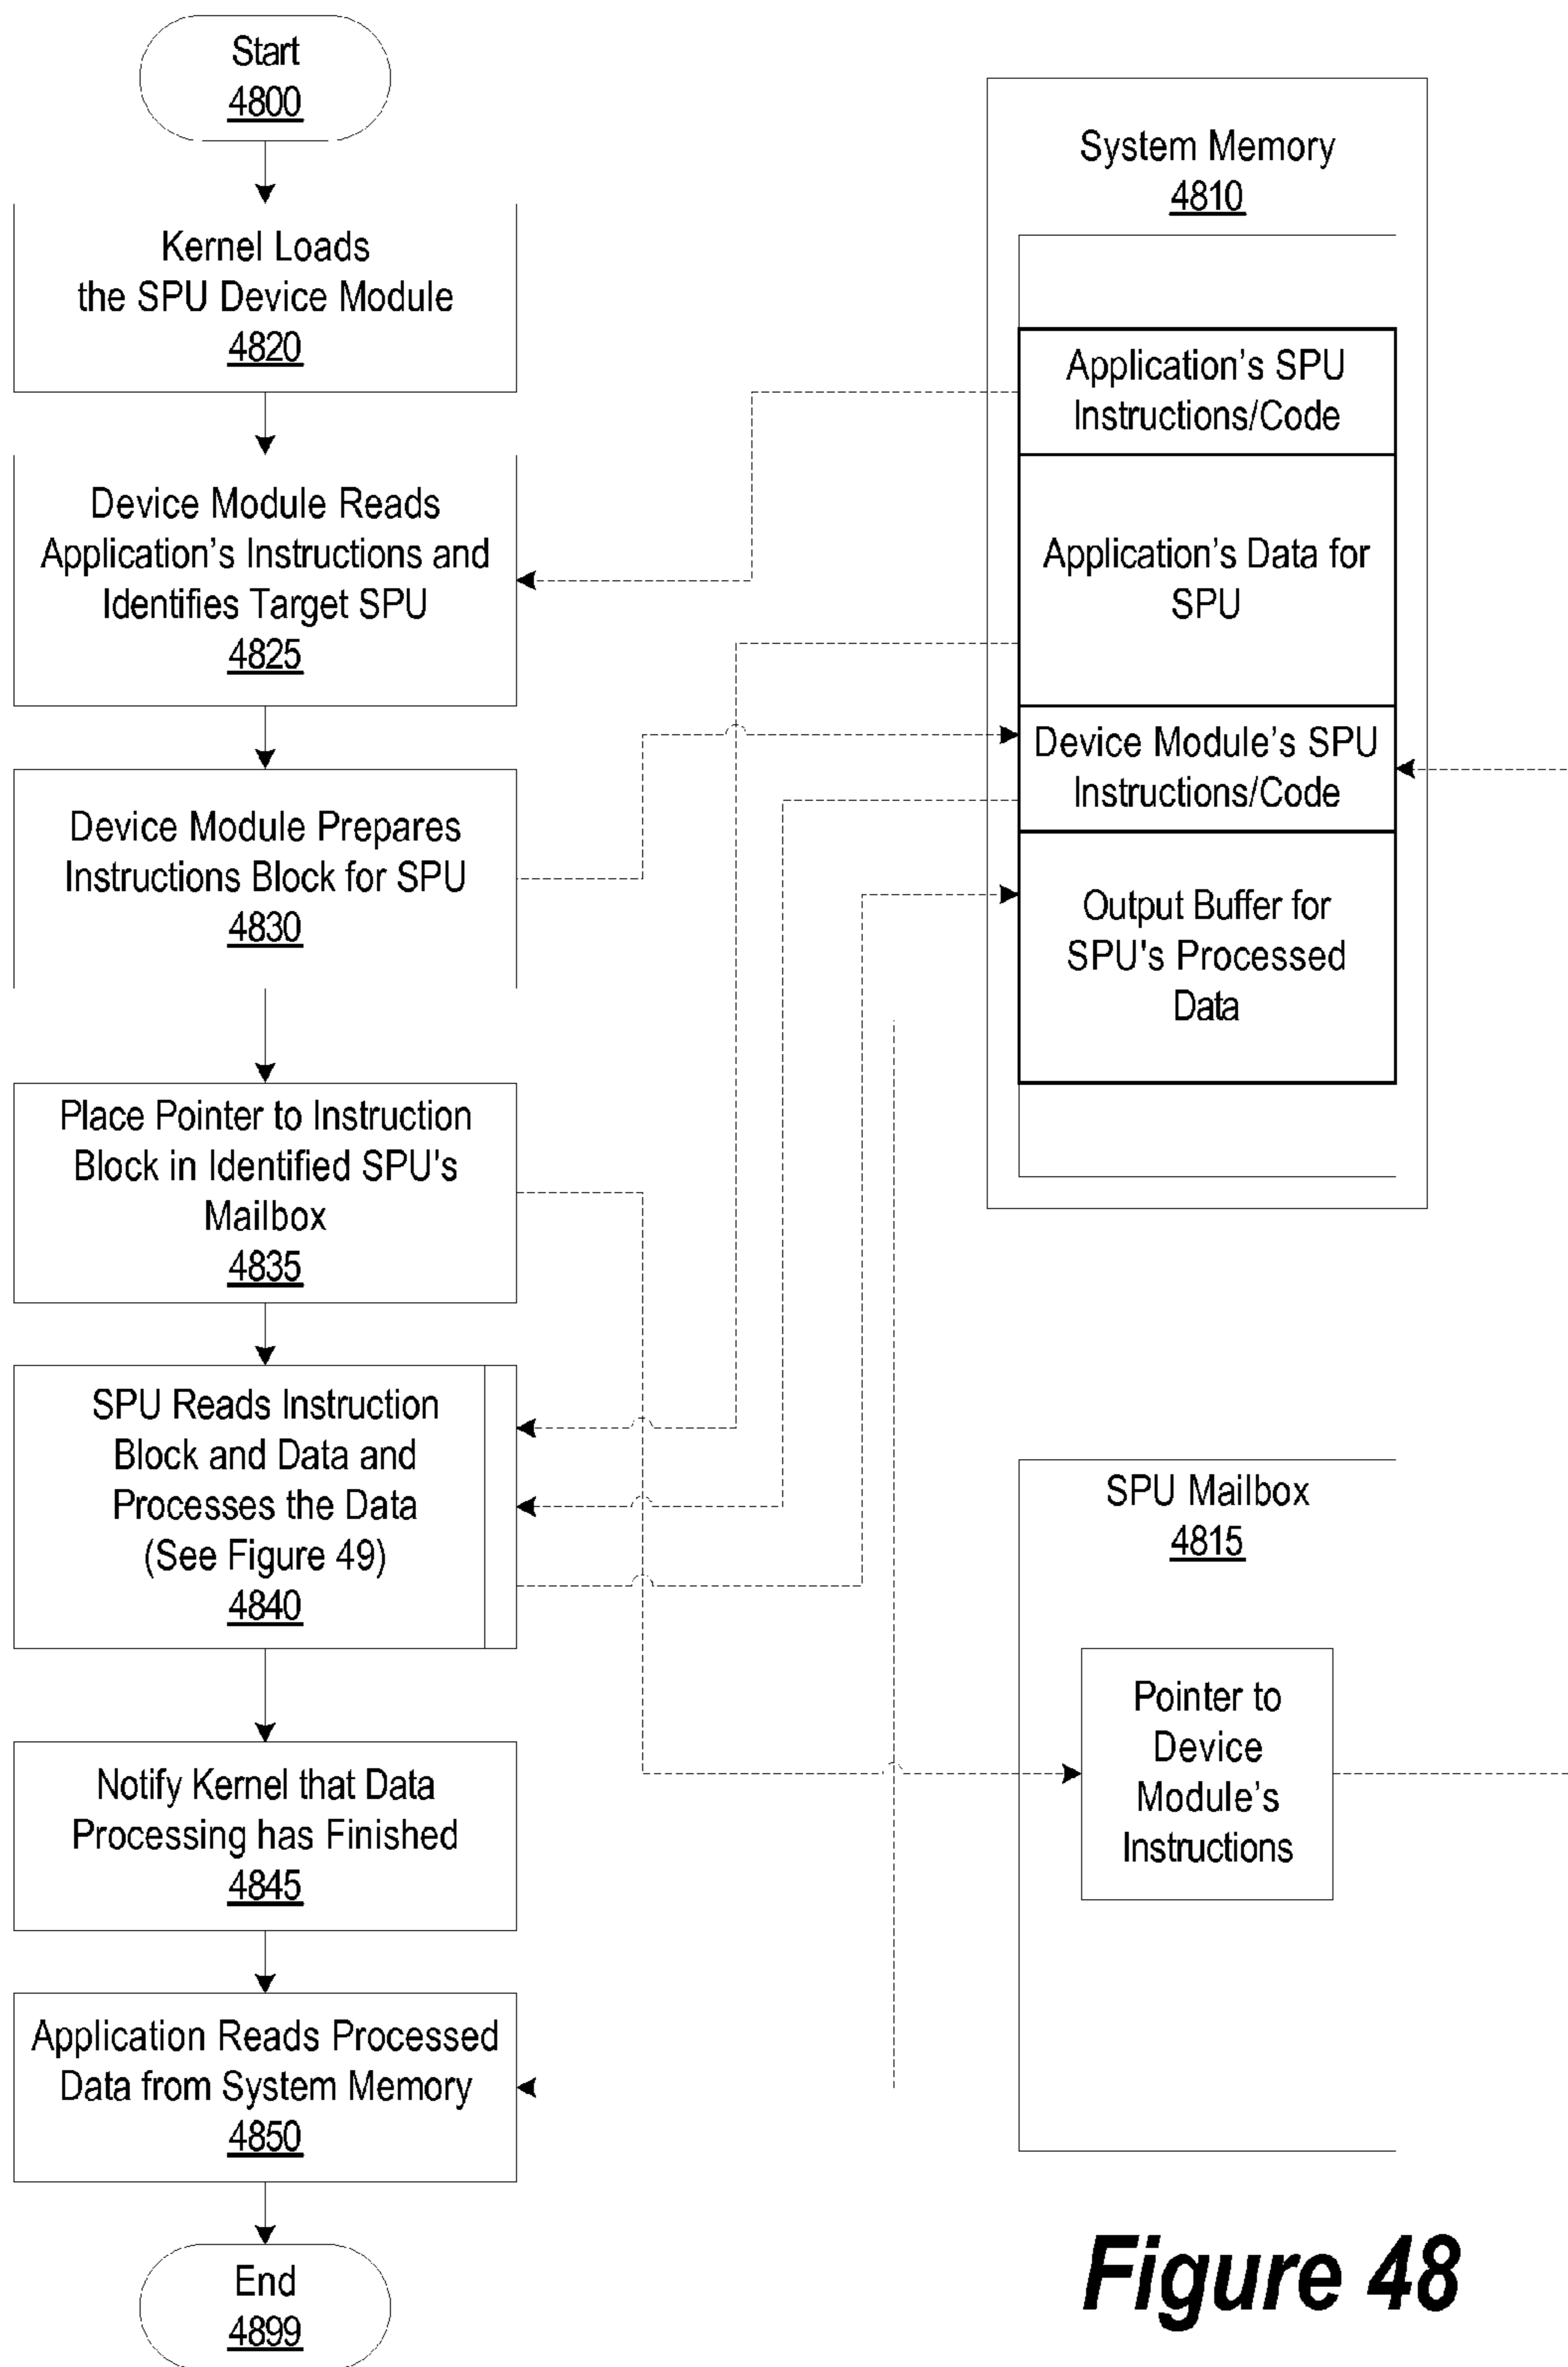 Start
4800
Kernel Loads
the SPU Device Module
4820
Device Module Reads
Application's Instructions and
Identifies Target SPU
4825
Device Module Prepares
Instructions Block for SPU
4830
Place Pointer to Instruction
Block in Identified SPU's
Mailbox
4835
SPU Reads Instruction
Block and Data and
Processes the Data
(See Figure 49)
4840
Notify Kernel that Data
Processing has Finished
4845
Application Reads Processed
Data from System Memory
4850
End
4899
System Memory
4810
Application's SPU
Instructions/Code
Application's Data for
SPU
Device Module's SPU
Instructions/Code
Output Buffer for
SPU's Processed
Data
SPU Mailbox
4815
Pointer to
Device
Module's
Instructions
Figure 48